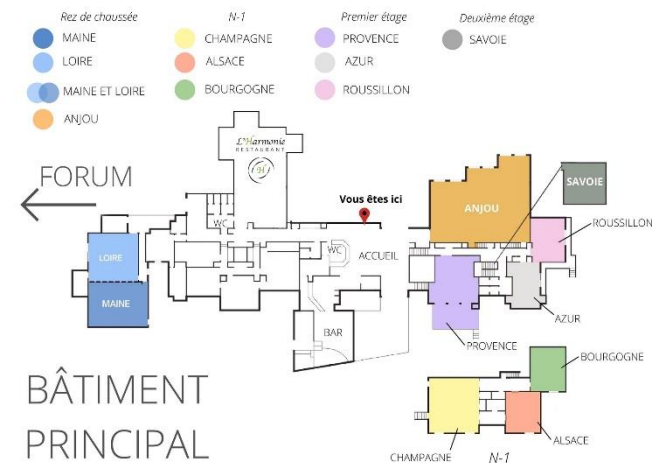 Rez de chaussée
MAINE
LOIRE
MAINE ET LOIRE
ANJOU
N-1
CHAMPAGNE
ALSACE
BOURGOGNE
Premier étage
PROVENCE
AZUR
ROUSSILLON
Deuxième étage
SAVOIE
L'Harmonie
RESTAURANT
H
FORUM
Vous êtes ici
WC
WC
ACCUEIL
BAR
LOIRE
MAINE
ANJOU
SAVOIE
ROUSSILLON
AZUR
PROVENCE
BOURGOGNE
ALSACE
CHAMPAGNE
N-1
BÂTIMENT
PRINCIPAL